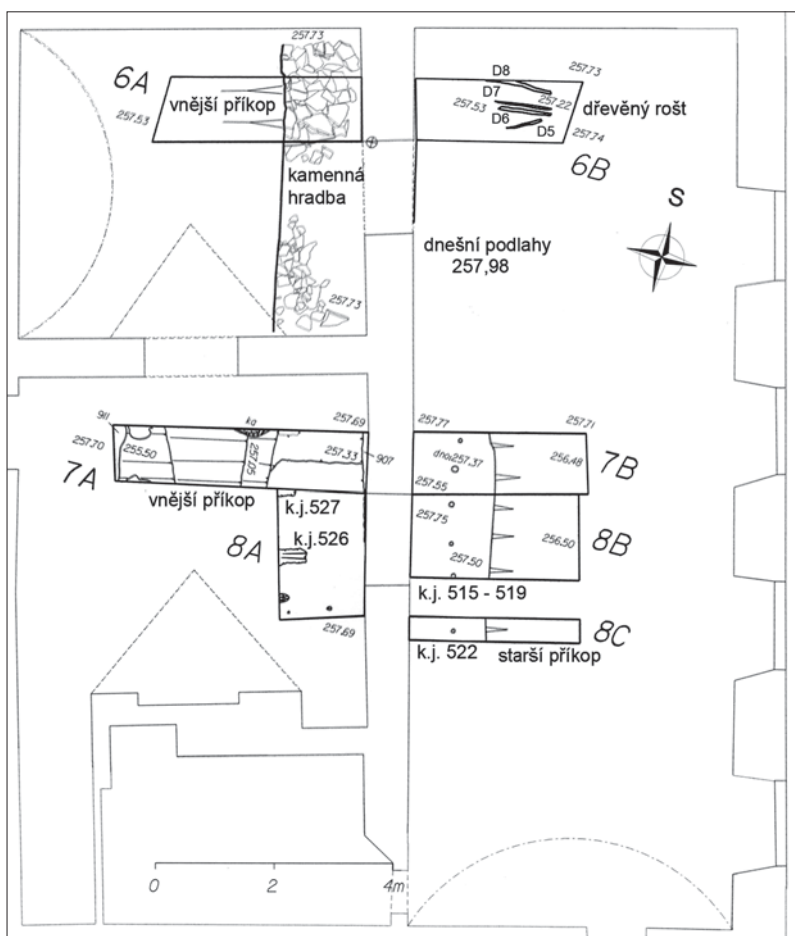 257.73
6A
vnější příkop
257.53
kamenná
hradba
257.73
D8
D7
257.73
257.53
257.22
dřevěný rošt
D6
D5
257.74
6B
S
dnešní podlahy
257,98
911
ka
257.69
257.70
255.50
257.05
257.33
907
7A
vnější příkop
257.77
257.71
dno:257.37
256.48
7B
257.55
k.j.527
8A
k.j.526
257.69
257.75
257.50
256.50
8B
k.j. 515 - 519
8C
k.j. 522
starší příkop
0
2
4m